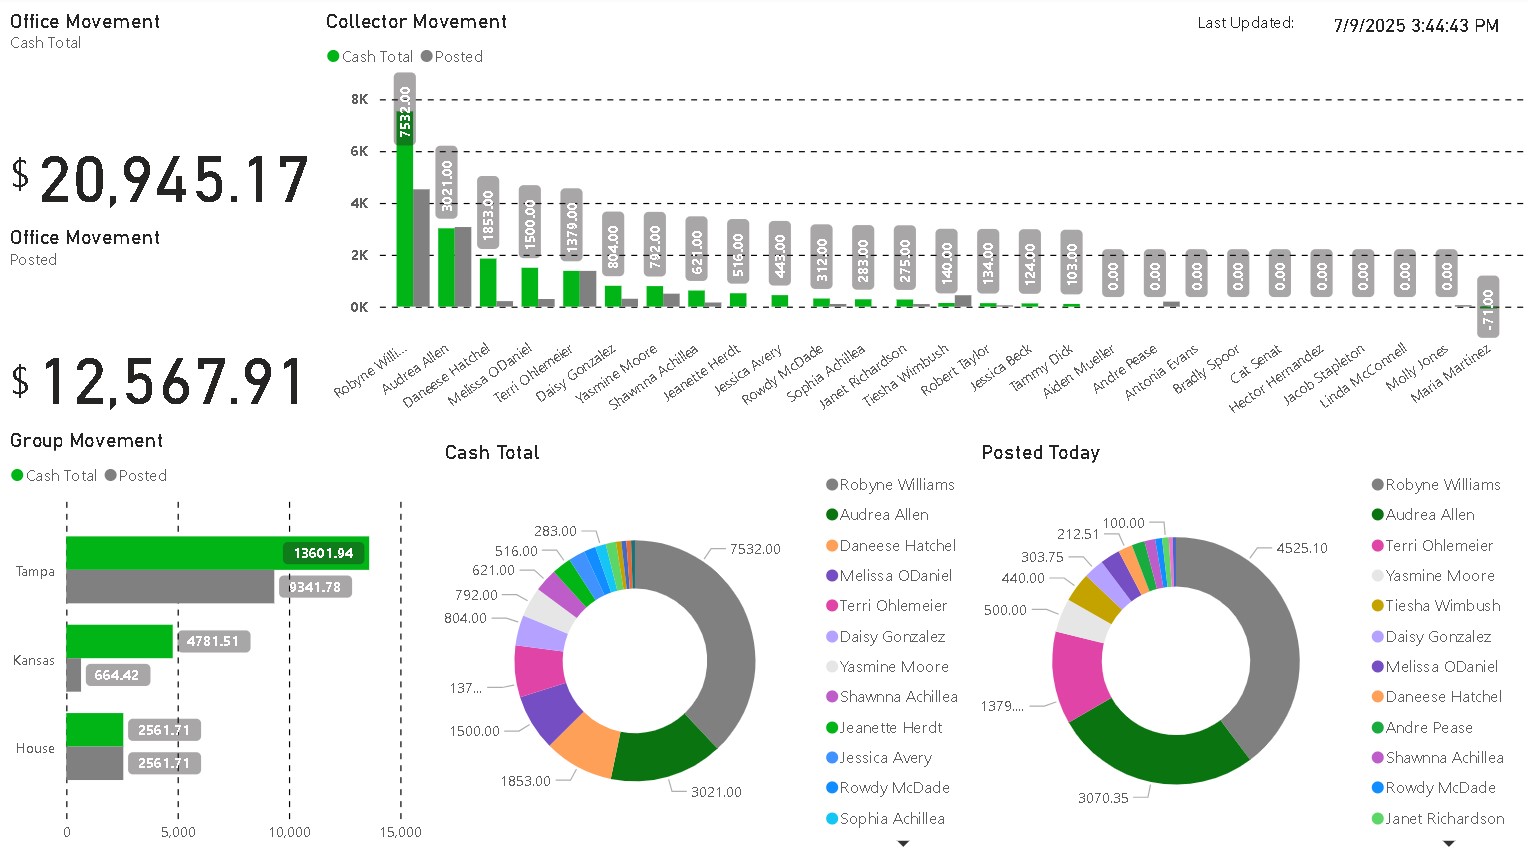 Office Movement
Cash Total
$ 20,945.17
Office Movement
Posted
$ 12,567.91
Collector Movement
Cash Total Posted
Last Updated: 7/9/2025 3:44:43 PM
8K
6K
4K
2K
0K
7532.00
3021.00
1853.00
1500.00
1379.00
804.00
792.00
621.00
516.00
443.00
312.00
283.00
275.00
140.00
134.00
124.00
103.00
0.00
0.00
0.00
0.00
0.00
0.00
0.00
0.00
0.00
-71.00
Robyne Willi...
Audrea Allen
Daneese Hatchel
Melissa ODaniel
Terri Ohlemeier
Daisy Gonzalez
Yasmine Moore
Shawnna Achillea
Jeanette Herdt
Jessica Avery
Rowdy McDade
Sophia Achillea
Janet Richardson
Tiesha Wimbush
Robert Taylor
Jessica Beck
Tammy Dick
Aiden Mueller
Andre Pease
Antonia Evans
Bradly Spoor
Cat Senat
Hector Hernandez
Jacob Stapleton
Linda McConnell
Molly Jones
Maria Martinez
Group Movement
Cash Total Posted
Tampa
13601.94
9341.78
Kansas
4781.51
664.42
House
2561.71
2561.71
0 5,000 10,000 15,000
Cash Total
283.00
516.00
621.00
792.00
804.00
137...
1500.00
1853.00
3021.00
7532.00
Robyne Williams
Audrea Allen
Daneese Hatchel
Melissa ODaniel
Terri Ohlemeier
Daisy Gonzalez
Yasmine Moore
Shawnna Achillea
Jeanette Herdt
Jessica Avery
Rowdy McDade
Sophia Achillea
Posted Today
100.00
212.51
303.75
440.00
500.00
1379....
3070.35
4525.10
Robyne Williams
Audrea Allen
Terri Ohlemeier
Yasmine Moore
Tiesha Wimbush
Daisy Gonzalez
Melissa ODaniel
Daneese Hatchel
Andre Pease
Shawnna Achillea
Rowdy McDade
Janet Richardson